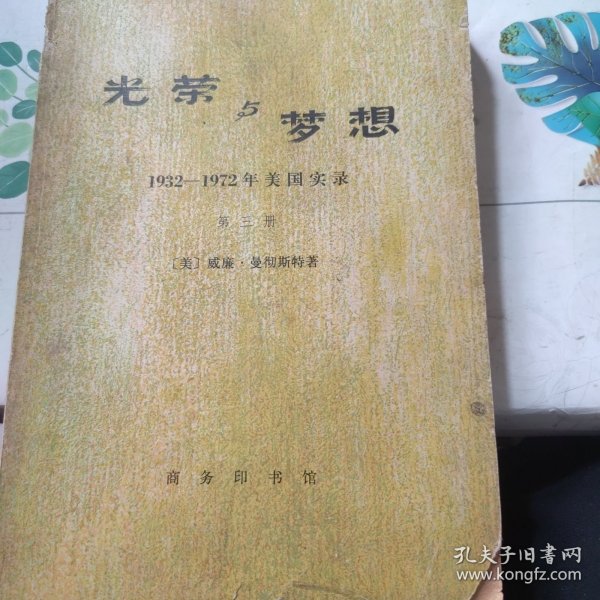 光荣与梦想
1932—1972年美国实录
第三册
[美]威廉·曼彻斯特著
商务印书馆
孔夫子旧书网
www.kongfz.com